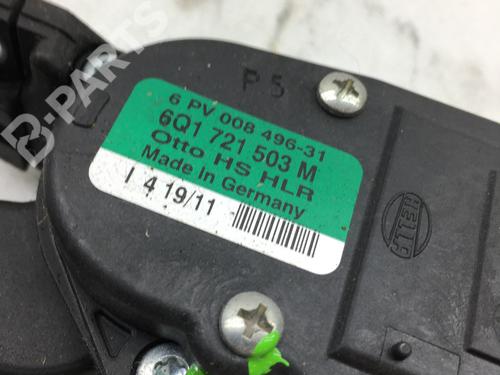 B-PARTS
P5
6 PV 008 496-31
6Q1 721 503 M
Otto HS HLR
Made In Germany
I 4 19/11
HELLA